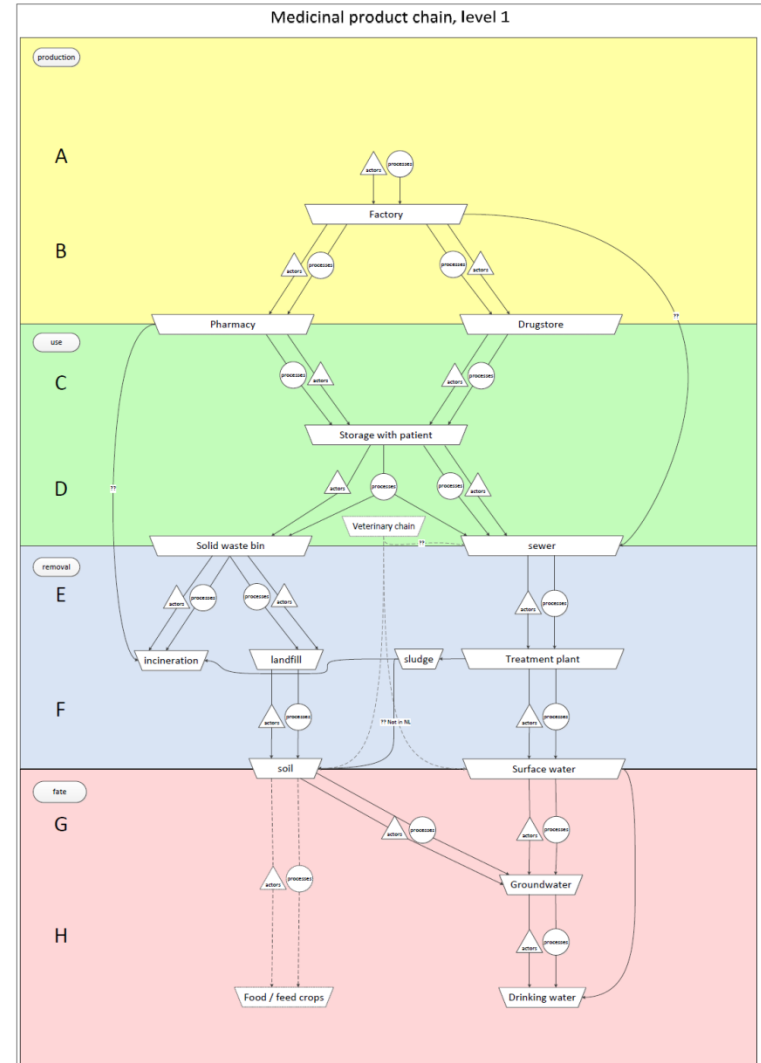 Medicinal product chain, level 1
production
A
actors
processes
Factory
B
actors
processes
processes
actors
??
Pharmacy
Drugstore
use
C
processes
actors
actors
processes
Storage with patient
D
actors
processes
processes
actors
??
Veterinary chain
Solid waste bin
??
sewer
removal
E
actors
processes
processes
actors
actors
processes
incineration
landfill
sludge
Treatment plant
F
actors
processes
?? Not in NL
actors
processes
soil
Surface water
fate
G
actors
processes
actors
processes
actors
processes
Groundwater
H
actors
processes
Food / feed crops
Drinking water